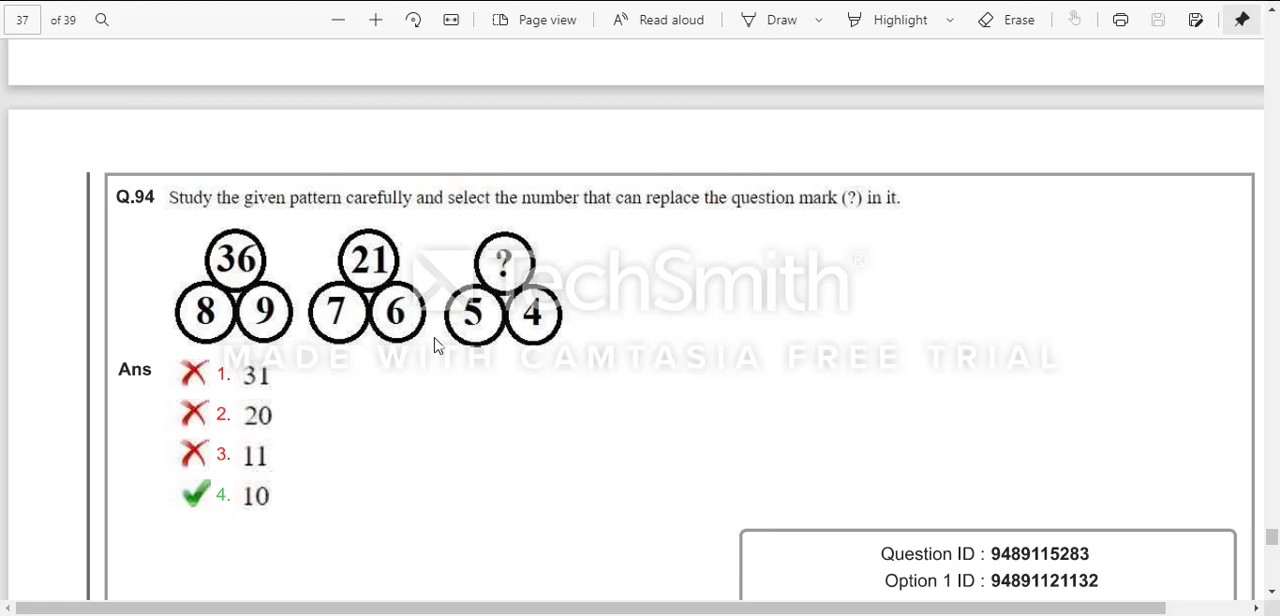 37 of 39 Page view Read aloud Draw Highlight Erase
Q.94 Study the given pattern carefully and select the number that can replace the question mark (?) in it.
36 21 ?
8 9 7 6 5 4
TechSmith®
MADE WITH CAMTASIA FREE TRIAL
Ans 1. 31
2. 20
3. 11
4. 10
Question ID : 9489115283
Option 1 ID : 94891121132